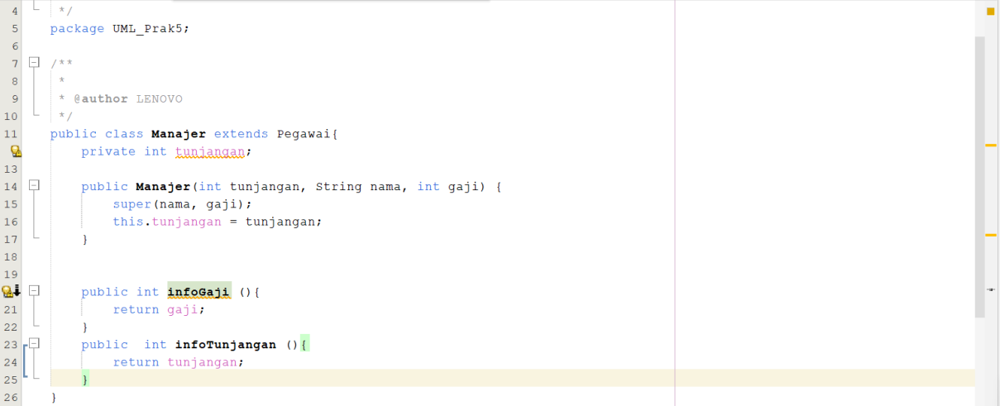 4 */
5 package UML_Prak5;
6
7 /**
8 *
9 * @author LENOVO
10 */
11 public class Manajer extends Pegawai{
private int tunjangan;
13
14 public Manajer(int tunjangan, String nama, int gaji) {
15 super(nama, gaji);
16 this.tunjangan = tunjangan;
17 }
18
19
public int infoGaji (){
21 return gaji;
22 }
23 public  int infoTunjangan (){
24 return tunjangan;
25 }
26 }